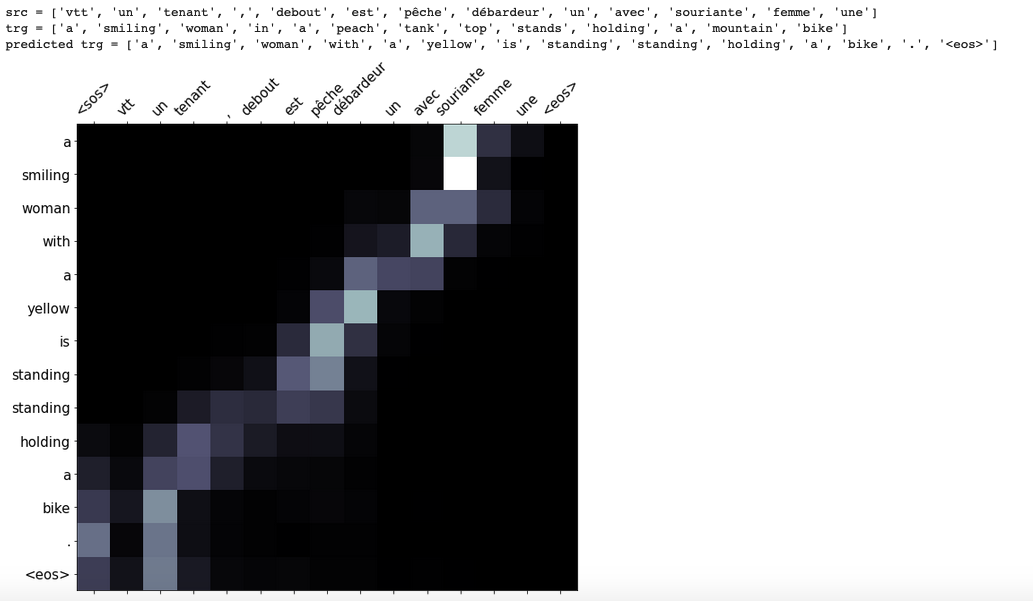 src = ['vtt', 'un', 'tenant', ',', 'debout', 'est', 'pêche', 'débardeur', 'un', 'avec', 'souriante', 'femme', 'une']
trg = ['a', 'smiling', 'woman', 'in', 'a', 'peach', 'tank', 'top', 'stands', 'holding', 'a', 'mountain', 'bike']
predicted trg = ['a', 'smiling', 'woman', 'with', 'a', 'yellow', 'is', 'standing', 'standing', 'holding', 'a', 'bike', '.', '<eos>']
<sos> vtt un tenant , debout est pêche débardeur un avec souriante femme une <eos>
a
smiling
woman
with
a
yellow
is
standing
standing
holding
a
bike
.
<eos>